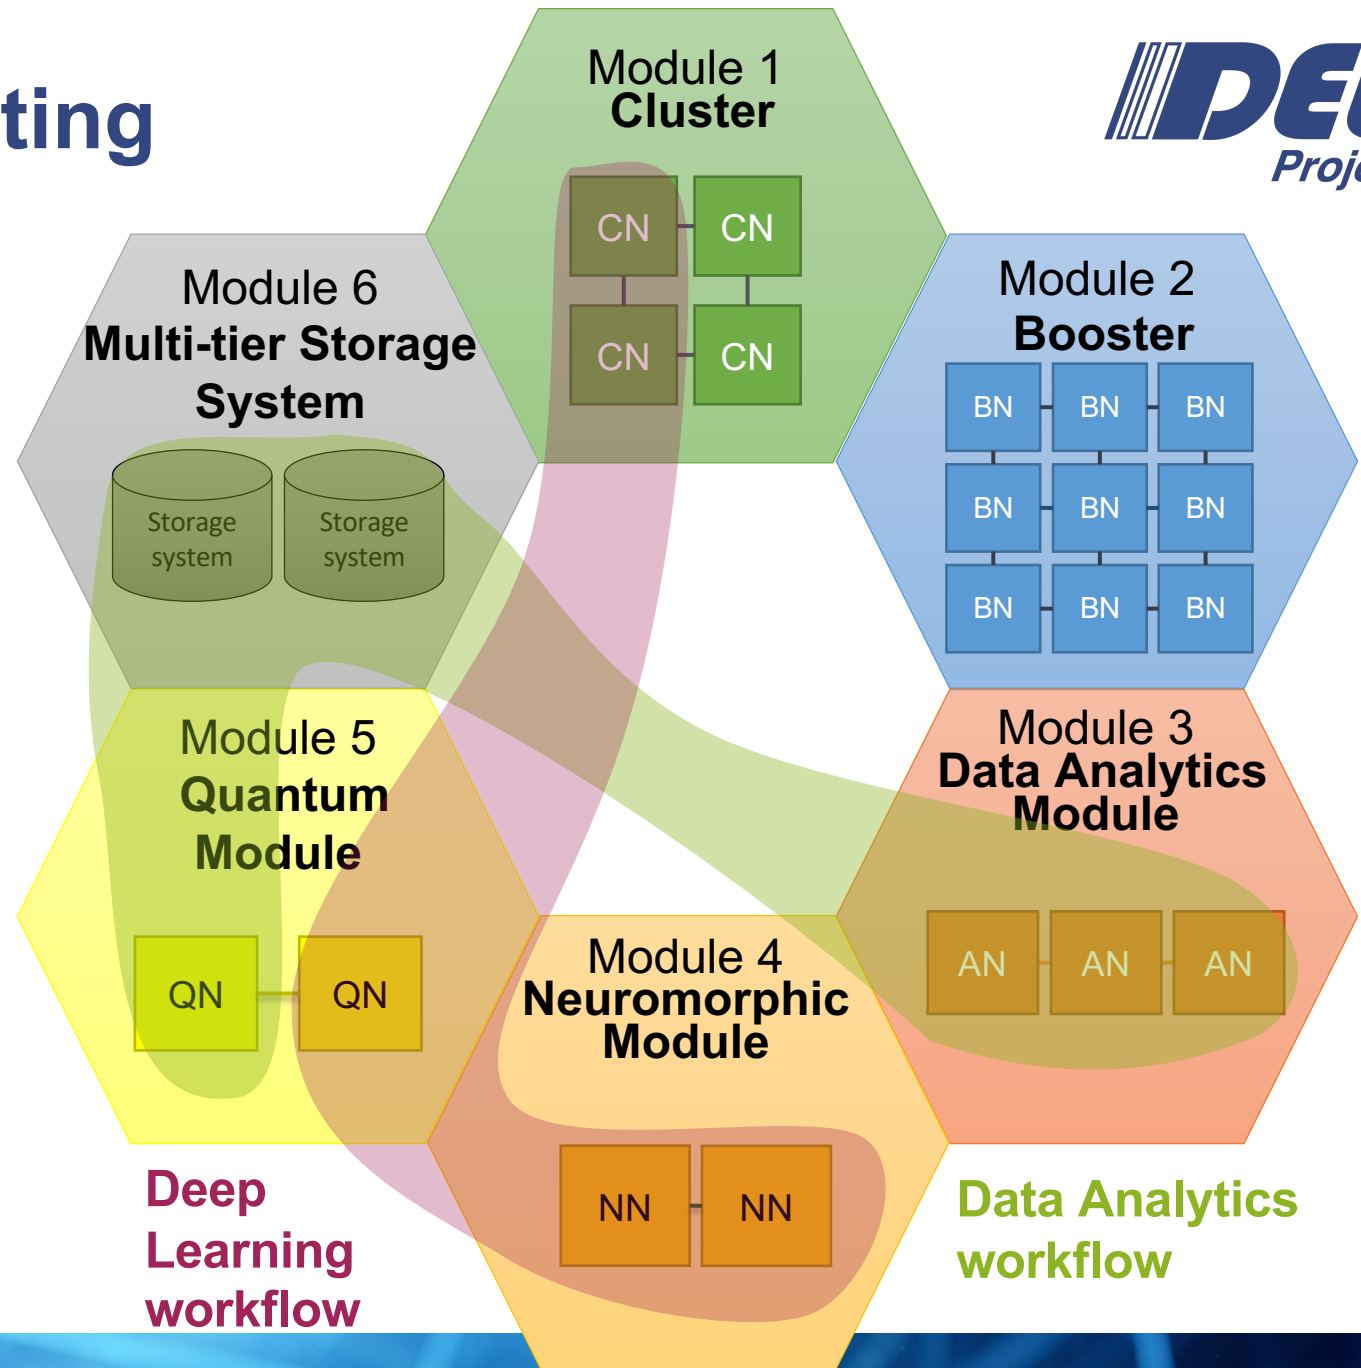 ting
Module 1
Cluster
CN CN
CN CN
Module 2
Booster
BN BN BN
BN BN BN
BN BN BN
Module 6
Multi-tier Storage
System
Storage
system
Storage
system
Module 5
Quantum
Module
QN QN
Module 3
Data Analytics
Module
AN AN AN
Module 4
Neuromorphic
Module
NN NN
Deep
Learning
workflow
Data Analytics
workflow